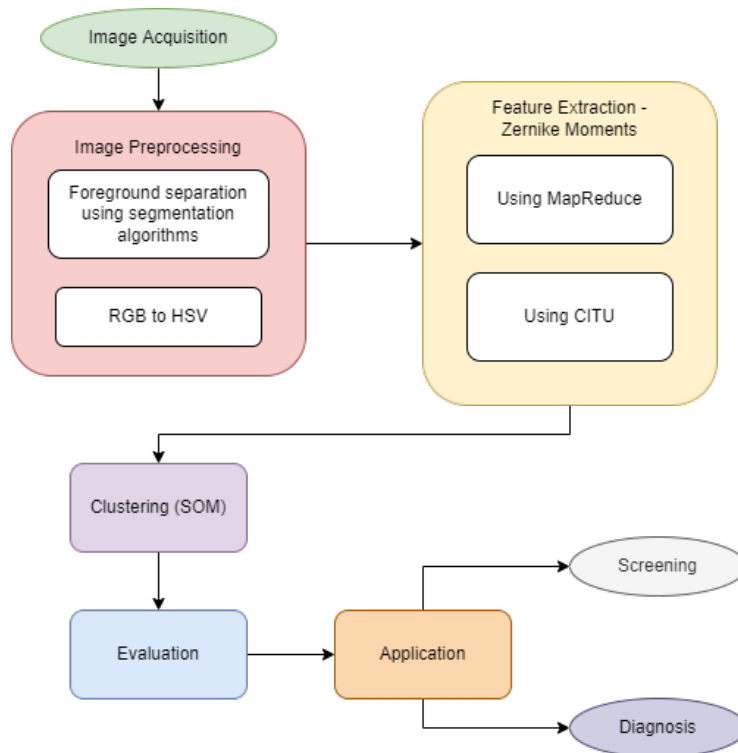 Image Acquisition
Image Preprocessing
Foreground separation
using segmentation
algorithms
RGB to HSV
Feature Extraction -
Zernike Moments
Using MapReduce
Using CITU
Clustering (SOM)
Evaluation
Application
Screening
Diagnosis